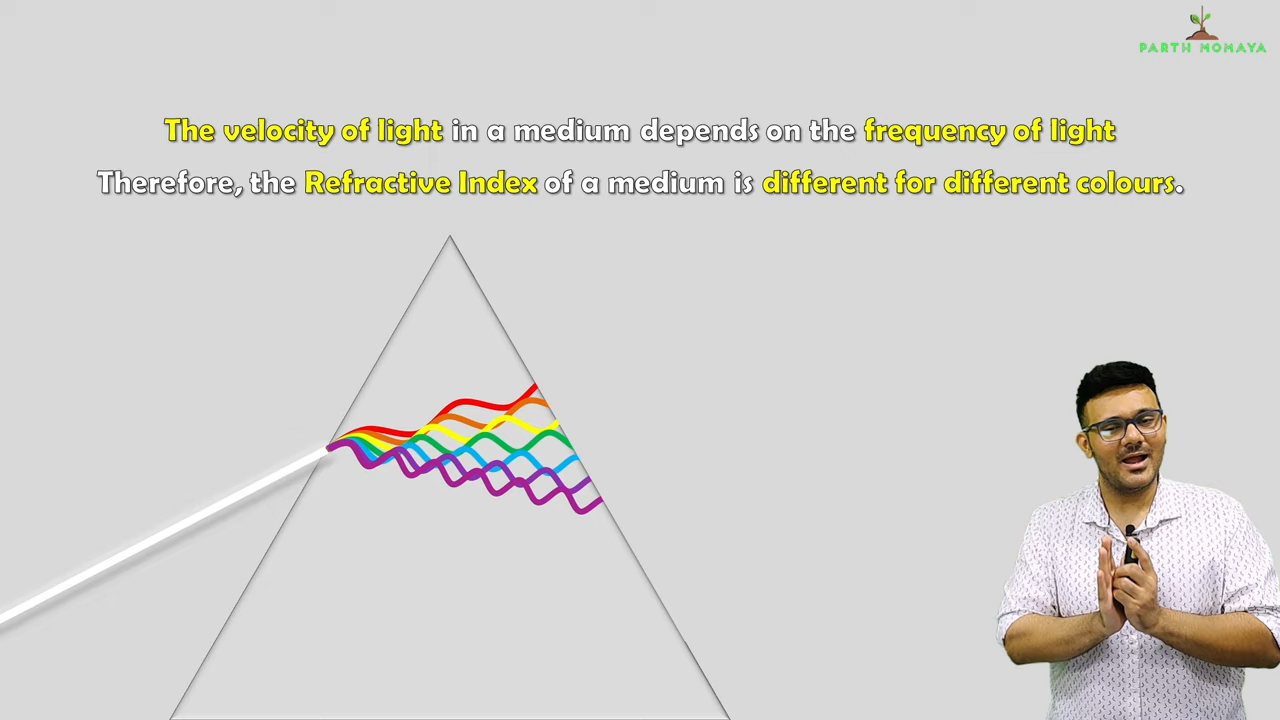 PARTH MOMAYA
The velocity of light in a medium depends on the frequency of light
Therefore, the Refractive Index of a medium is different for different colours.